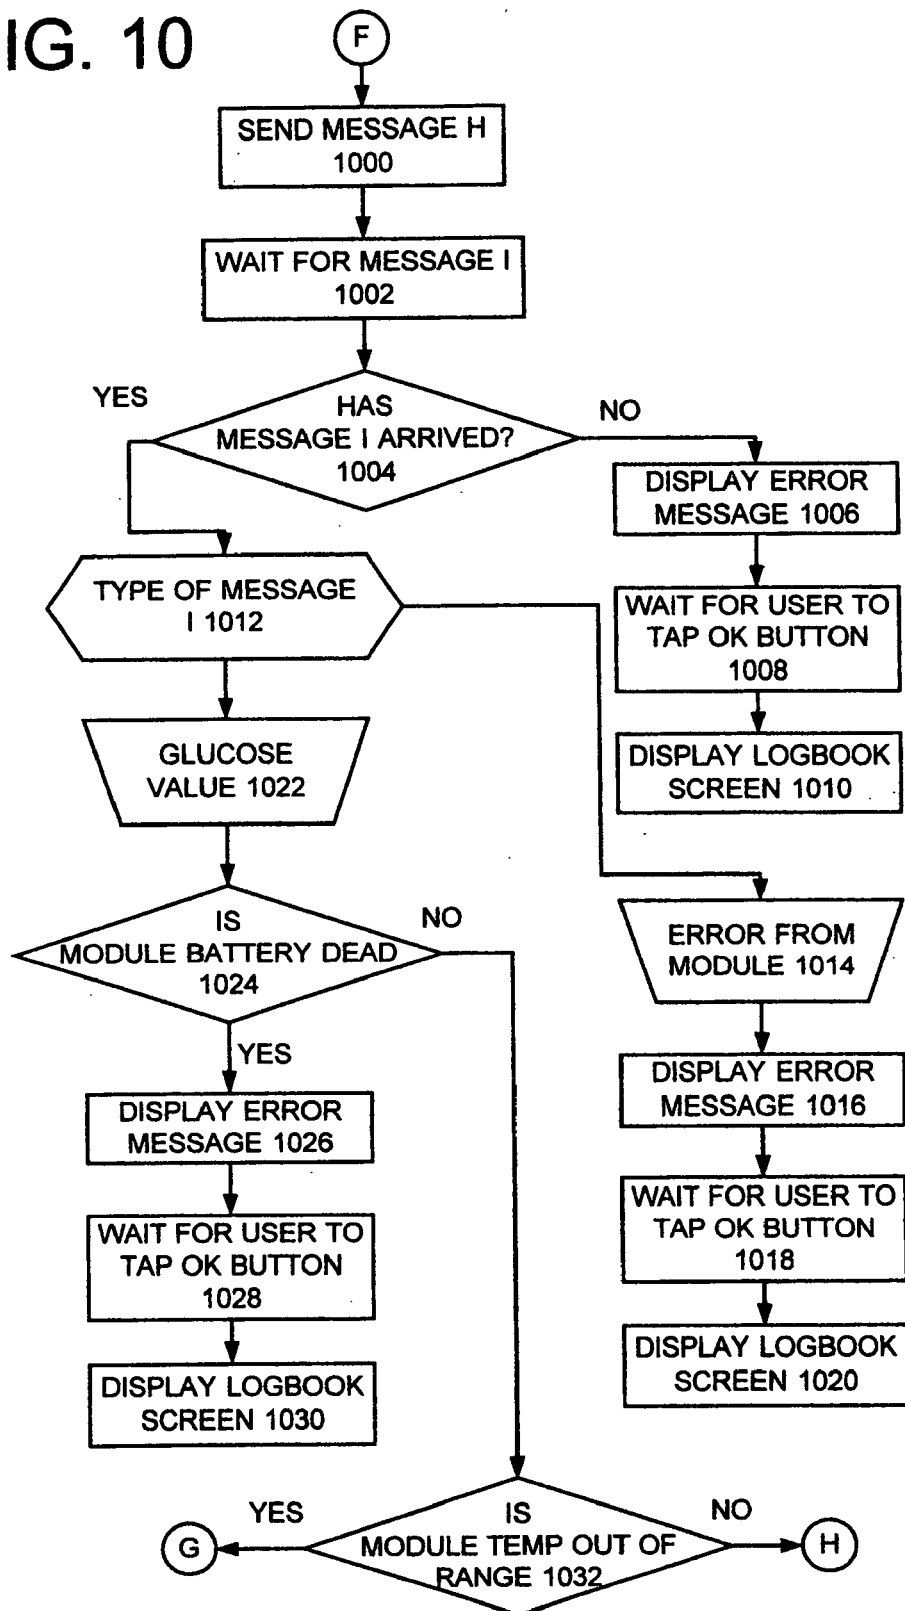 IG. 10
F
SEND MESSAGE H
1000
WAIT FOR MESSAGE I
1002
YES
HAS
MESSAGE I ARRIVED?
1004
NO
DISPLAY ERROR
MESSAGE 1006
WAIT FOR USER TO
TAP OK BUTTON
1008
DISPLAY LOGBOOK
SCREEN 1010
TYPE OF MESSAGE
I 1012
GLUCOSE
VALUE 1022
IS
MODULE BATTERY DEAD
1024
NO
YES
ERROR FROM
MODULE 1014
DISPLAY ERROR
MESSAGE 1016
WAIT FOR USER TO
TAP OK BUTTON
1018
DISPLAY LOGBOOK
SCREEN 1020
DISPLAY ERROR
MESSAGE 1026
WAIT FOR USER TO
TAP OK BUTTON
1028
DISPLAY LOGBOOK
SCREEN 1030
YES
IS
MODULE TEMP OUT OF
RANGE 1032
NO
G
H